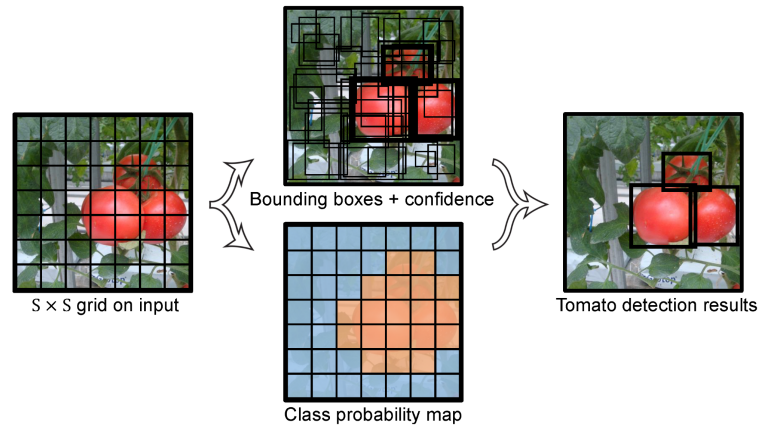 Bounding boxes + confidence
S × S grid on input
Tomato detection results
Class probability map